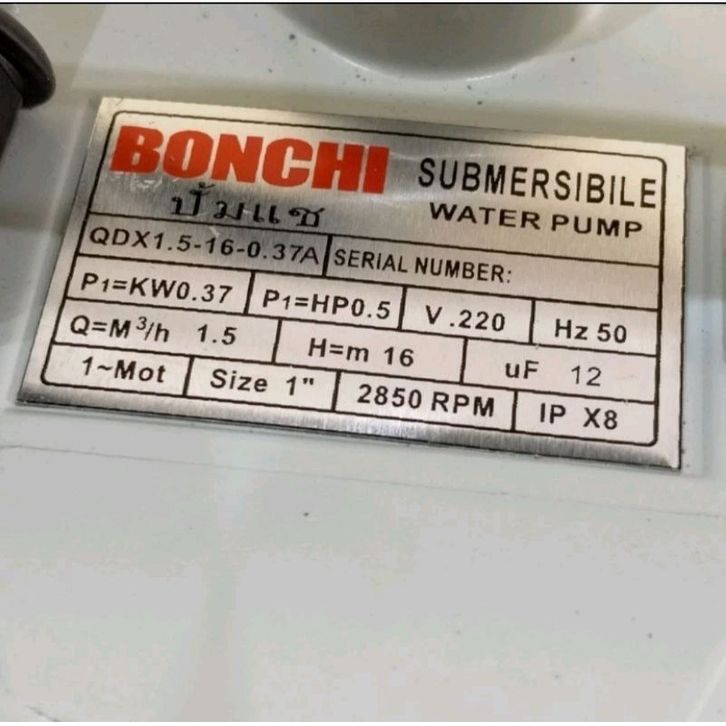 BONCHI SUBMERSIBILE
ปั๊มแช่ WATER PUMP
QDX1.5-16-0.37A SERIAL NUMBER:
P1=KW0.37 P1=HP0.5 V.220 Hz 50
Q=M³/h 1.5 H=m 16 uF 12
1~Mot Size 1" 2850 RPM IP X8